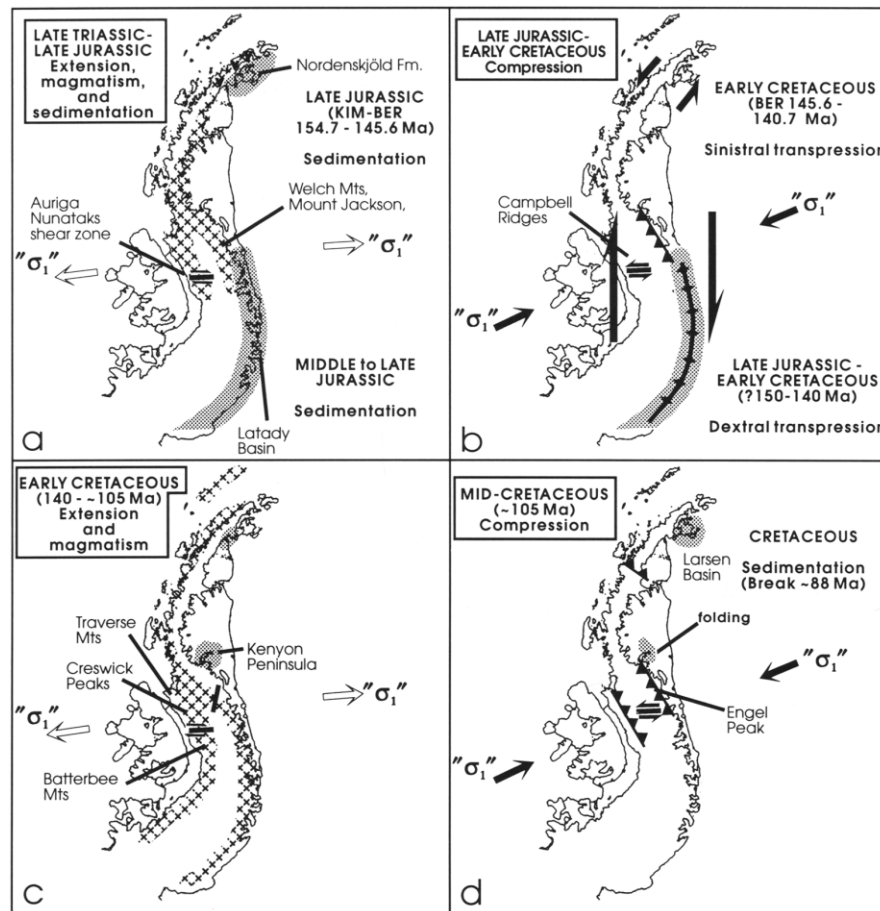 LATE TRIASSIC-
LATE JURASSIC
Extension,
magmatism,
and
sedimentation
Nordenskjöld Fm.
LATE JURASSIC
(KIM-BER
154.7 - 145.6 Ma)
Sedimentation
Auriga
Nunataks
shear zone
Welch Mts,
Mount Jackson,
"σ1"
"σ1"
MIDDLE to LATE
JURASSIC
Sedimentation
Latady
Basin
a
LATE JURASSIC-
EARLY CRETACEOUS
Compression
EARLY CRETACEOUS
(BER 145.6 -
140.7 Ma)
Sinistral transpression
Campbell
Ridges
"σ1"
"σ1"
LATE JURASSIC -
EARLY CRETACEOUS
(?150-140 Ma)
Dextral transpression
b
EARLY CRETACEOUS
(140 - ~105 Ma)
Extension
and
magmatism
Traverse
Mts
Creswick
Peaks
Kenyon
Peninsula
"σ1"
"σ1"
Batterbee
Mts
c
MID-CRETACEOUS
(~105 Ma)
Compression
CRETACEOUS
Larsen
Basin
Sedimentation
(Break ~88 Ma)
folding
"σ1"
Engel
Peak
"σ1"
d